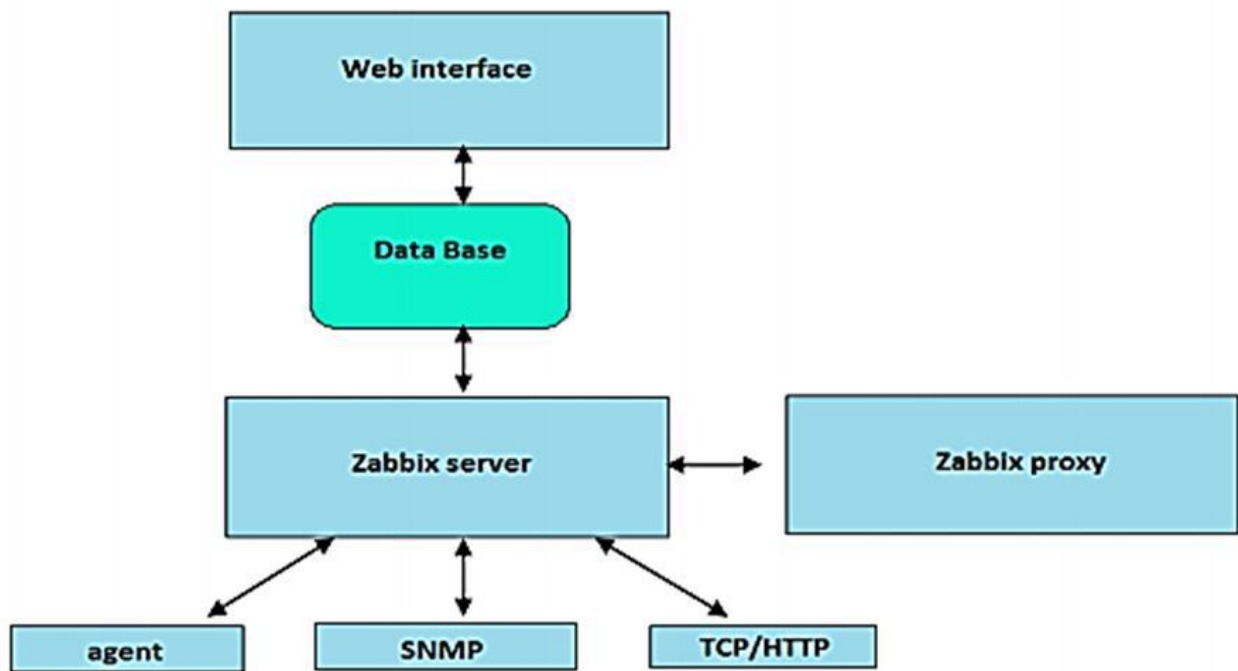 Web interface
Data Base
Zabbix server
Zabbix proxy
agent
SNMP
TCP/HTTP